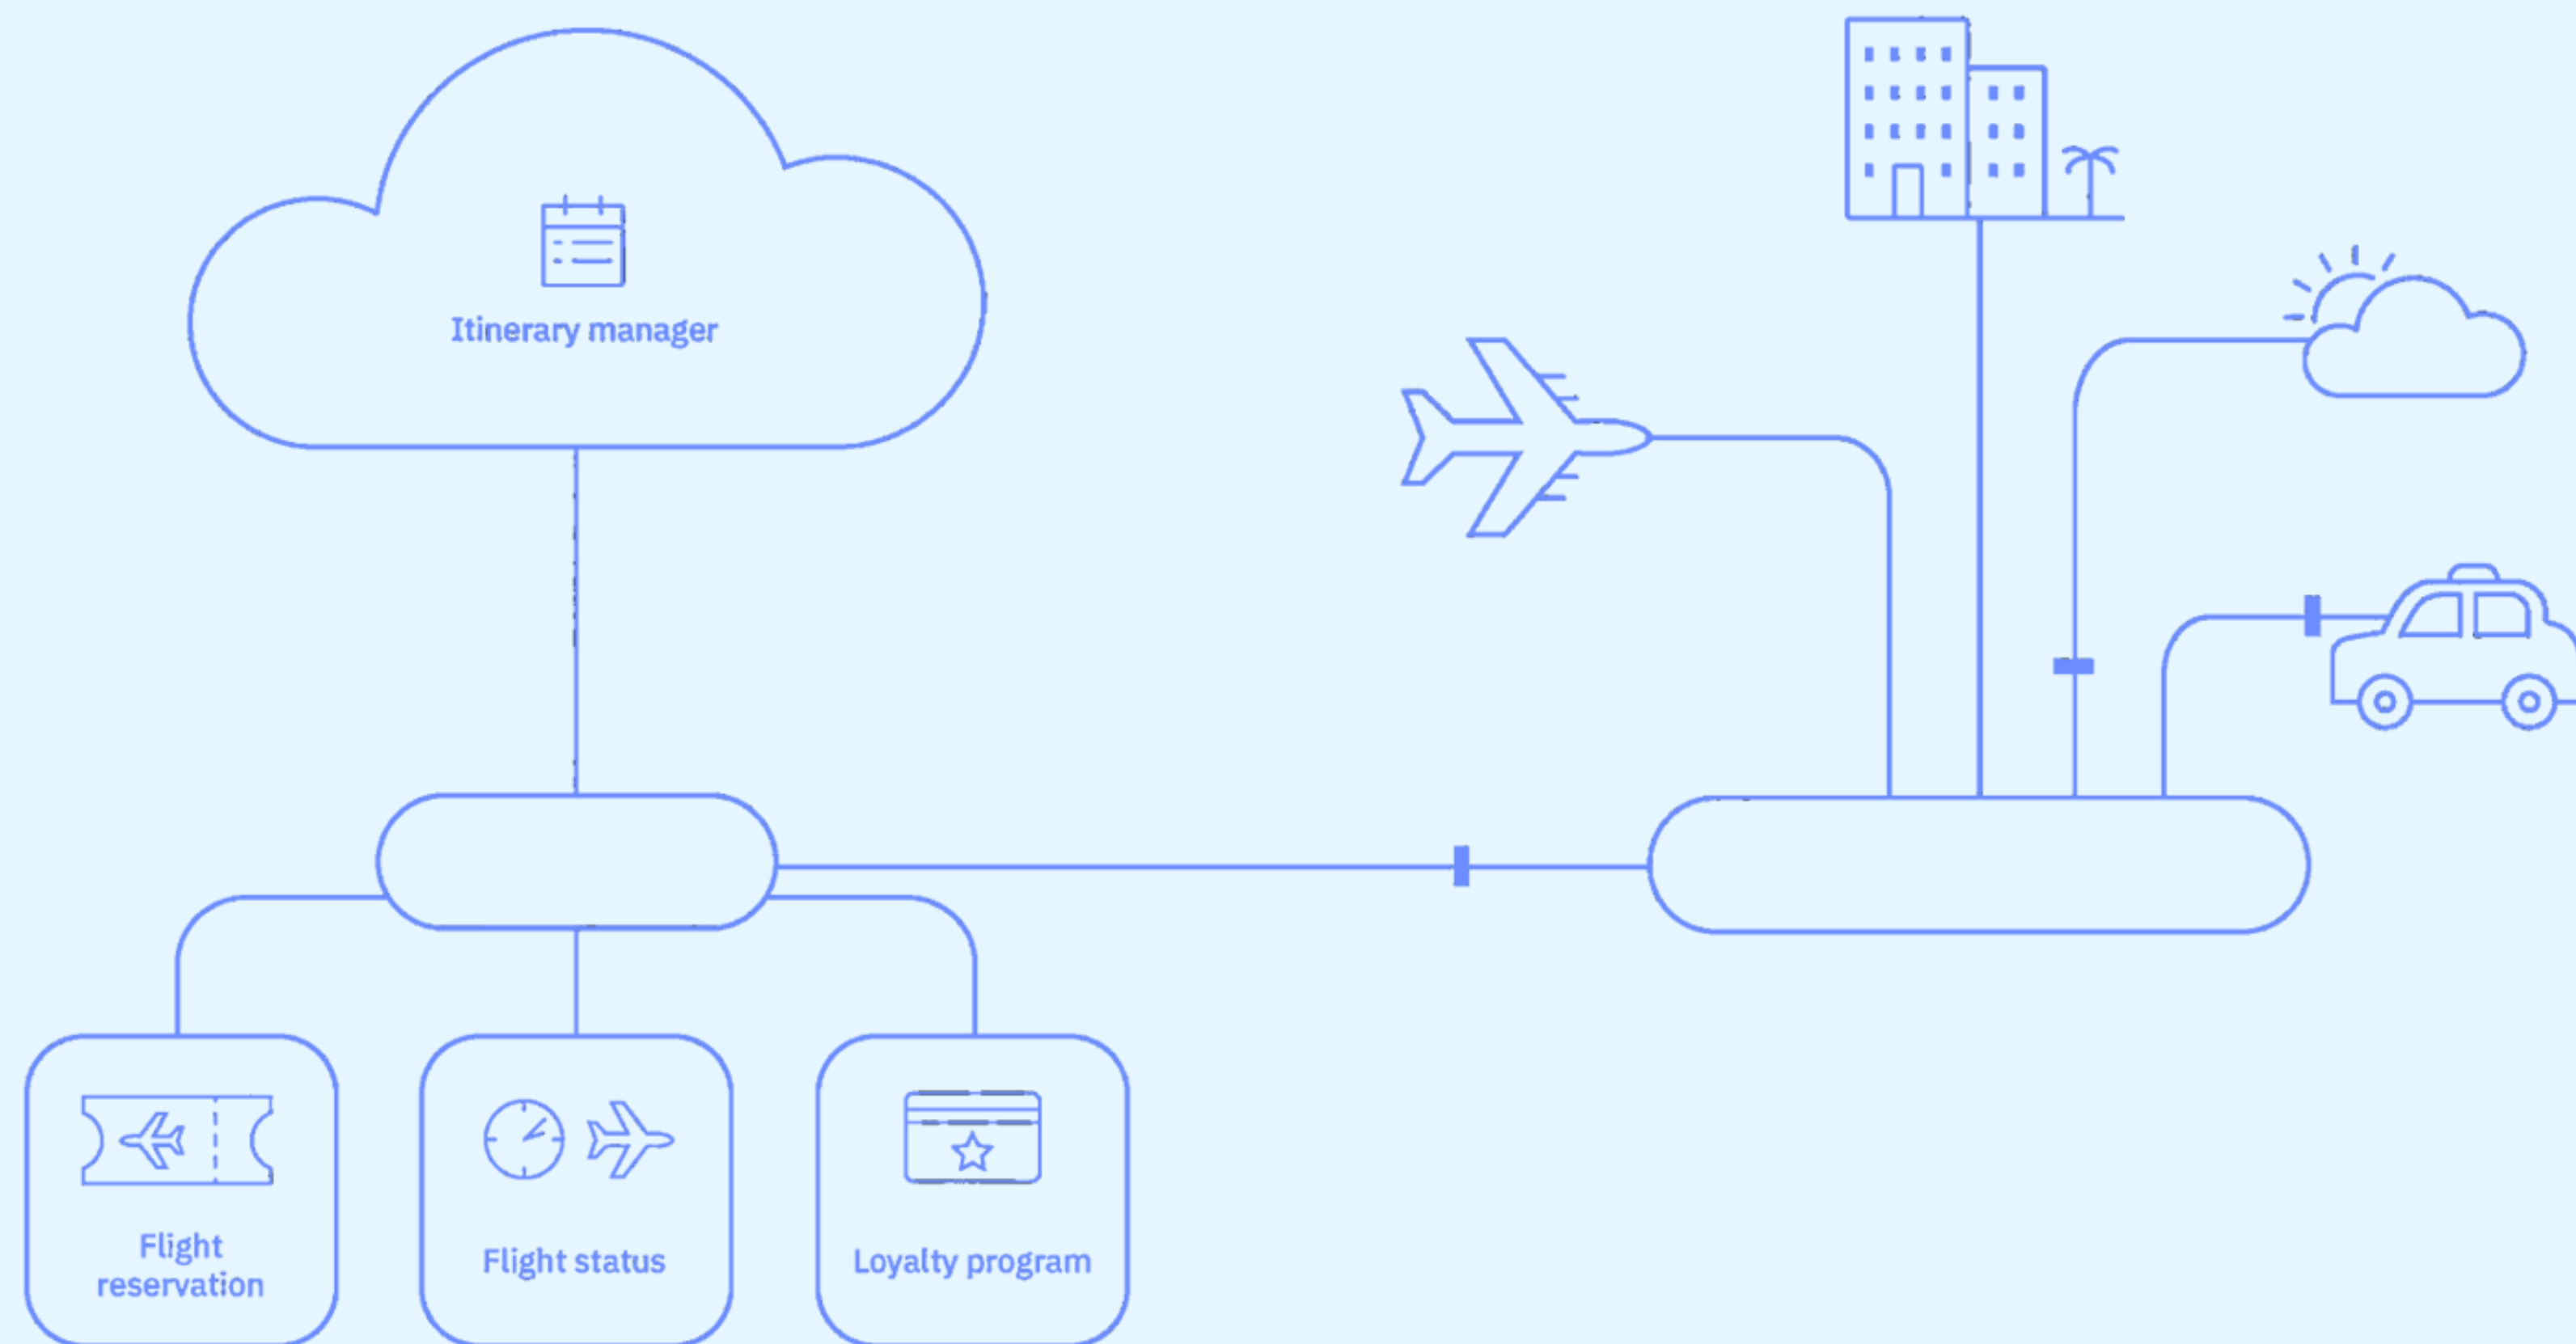 Itinerary manager
Flight
reservation
Flight status
Loyalty program